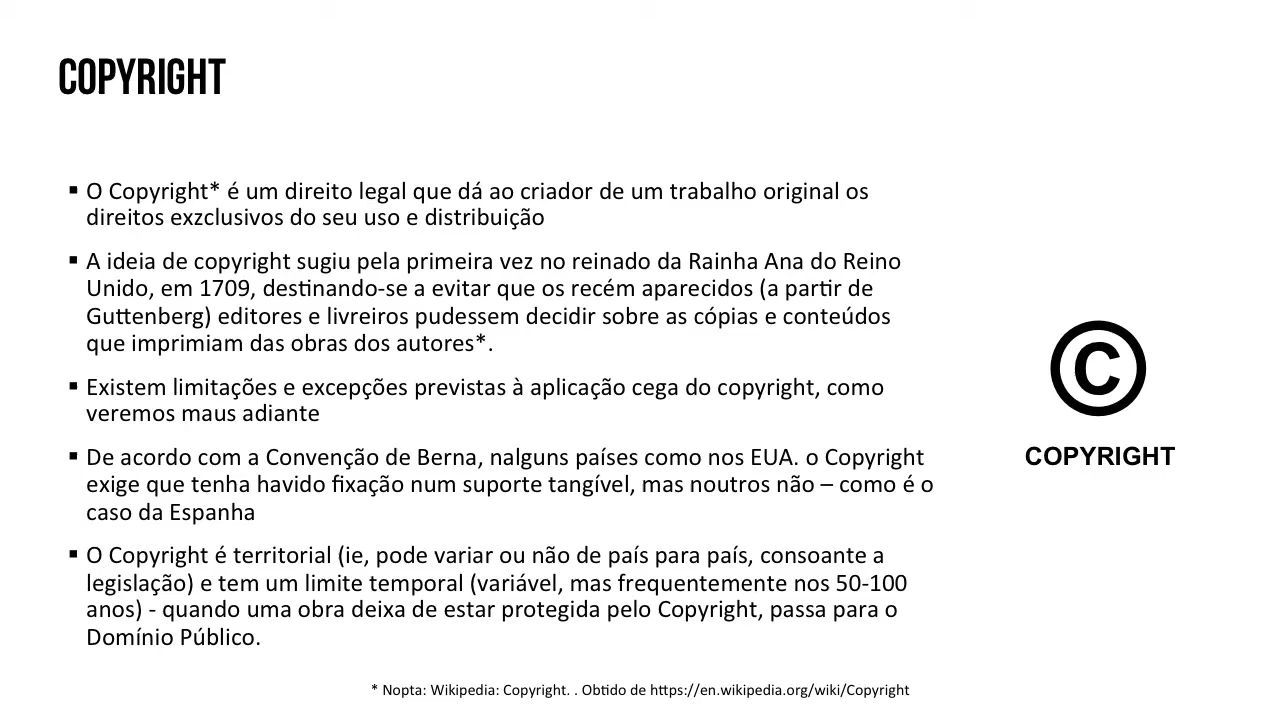 COPYRIGHT
▪ O Copyright* é um direito legal que dá ao criador de um trabalho original os
direitos exzclusivos do seu uso e distribuição
▪ A ideia de copyright sugiu pela primeira vez no reinado da Rainha Ana do Reino
Unido, em 1709, destinando-se a evitar que os recém aparecidos (a partir de
Guttenberg) editores e livreiros pudessem decidir sobre as cópias e conteúdos
que imprimiam das obras dos autores*.
▪ Existem limitações e excepções previstas à aplicação cega do copyright, como
veremos maus adiante
▪ De acordo com a Convenção de Berna, nalguns países como nos EUA. o Copyright
exige que tenha havido fixação num suporte tangível, mas noutros não – como é o
caso da Espanha
▪ O Copyright é territorial (ie, pode variar ou não de país para país, consoante a
legislação) e tem um limite temporal (variável, mas frequentemente nos 50-100
anos) - quando uma obra deixa de estar protegida pelo Copyright, passa para o
Domínio Público.
©
COPYRIGHT
* Nopta: Wikipedia: Copyright. . Obtido de https://en.wikipedia.org/wiki/Copyright